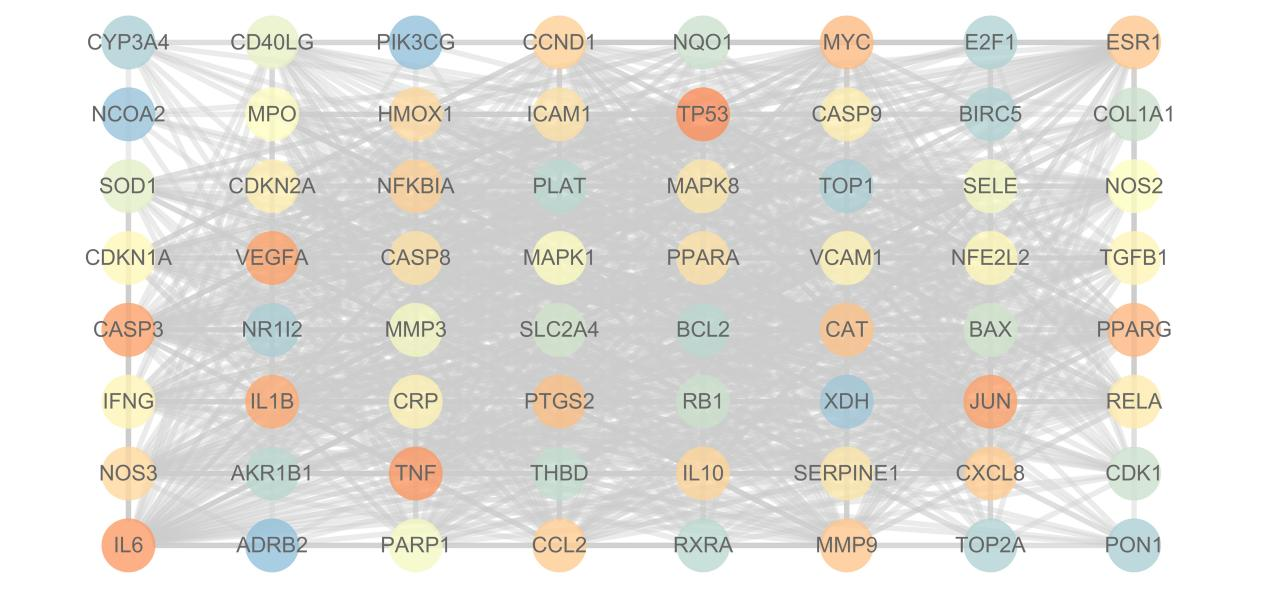 CYP3A4 CD40LG PIK3CG CCND1 NQO1 MYC E2F1 ESR1
NCOA2 MPO HMOX1 ICAM1 TP53 CASP9 BIRC5 COL1A1
SOD1 CDKN2A NFKBIA PLAT MAPK8 TOP1 SELE NOS2
CDKN1A VEGFA CASP8 MAPK1 PPARA VCAM1 NFE2L2 TGFB1
CASP3 NR1I2 MMP3 SLC2A4 BCL2 CAT BAX PPARG
IFNG IL1B CRP PTGS2 RB1 XDH JUN RELA
NOS3 AKR1B1 TNF THBD IL10 SERPINE1 CXCL8 CDK1
IL6 ADRB2 PARP1 CCL2 RXRA MMP9 TOP2A PON1